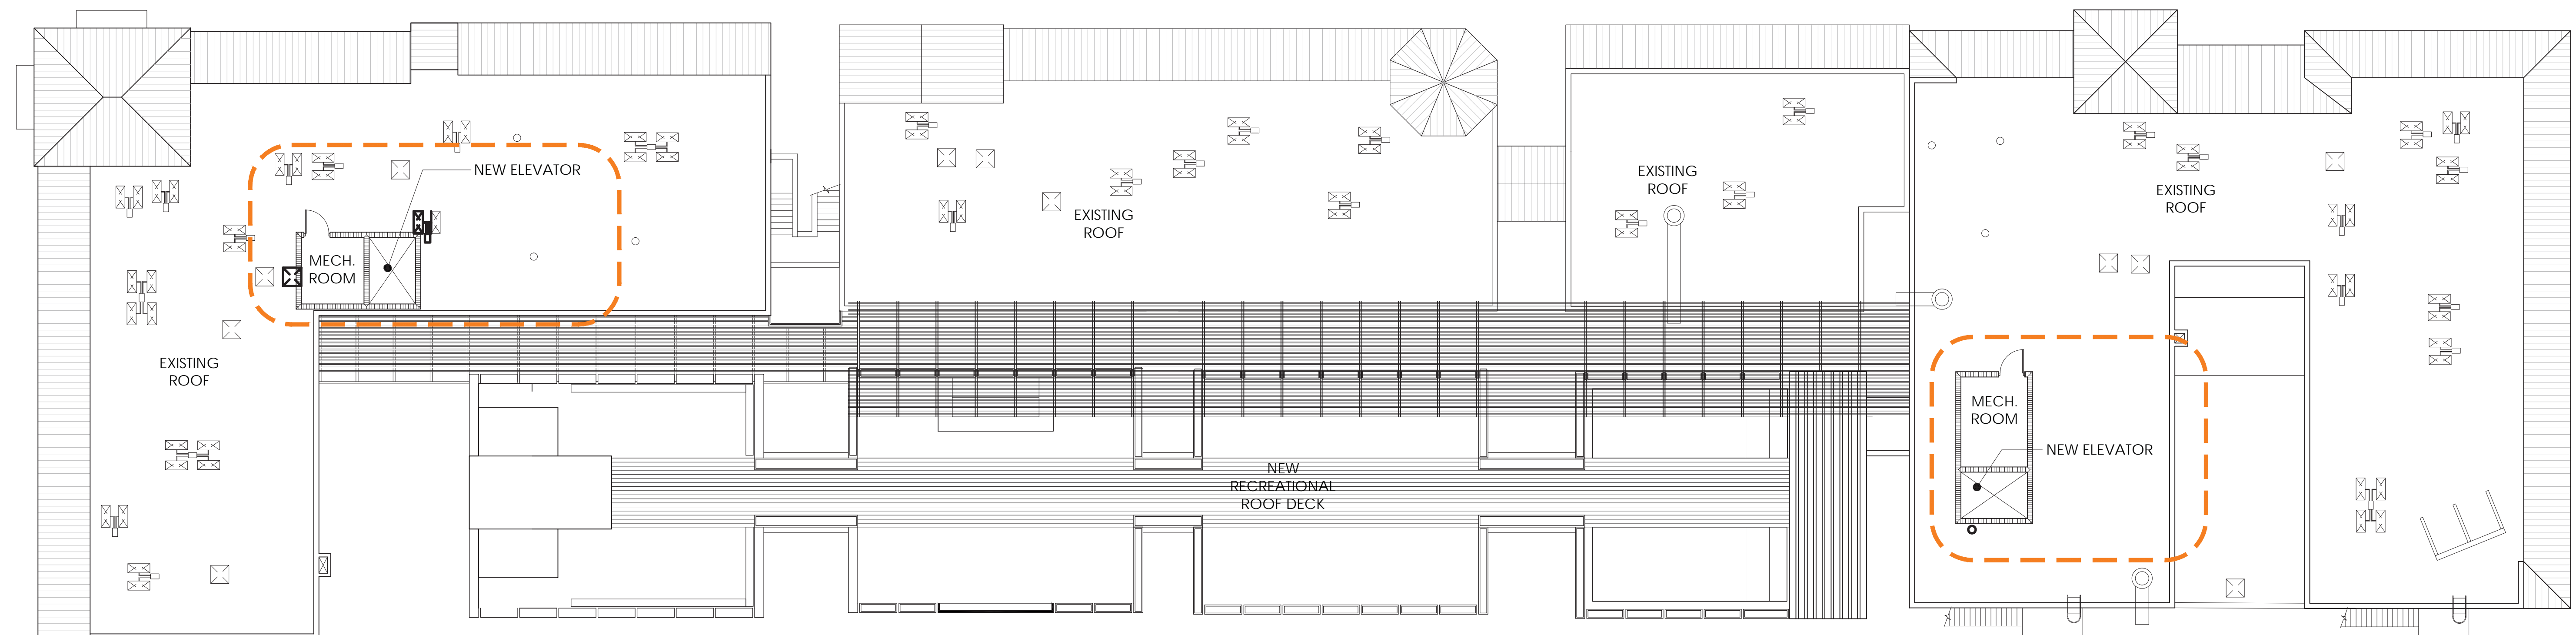 NEW ELEVATOR
MECH.
ROOM
EXISTING
ROOF
EXISTING
ROOF
EXISTING
ROOF
EXISTING
ROOF
MECH.
ROOM
NEW ELEVATOR
NEW
RECREATIONAL
ROOF DECK